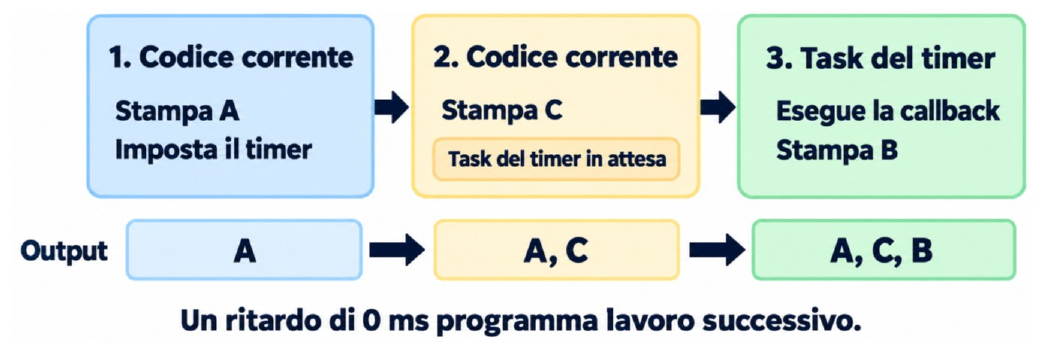 1. Codice corrente
Stampa A
Imposta il timer
2. Codice corrente
Stampa C
Task del timer in attesa
3. Task del timer
Esegue la callback
Stampa B
Output
A
A, C
A, C, B
Un ritardo di 0 ms programma lavoro successivo.